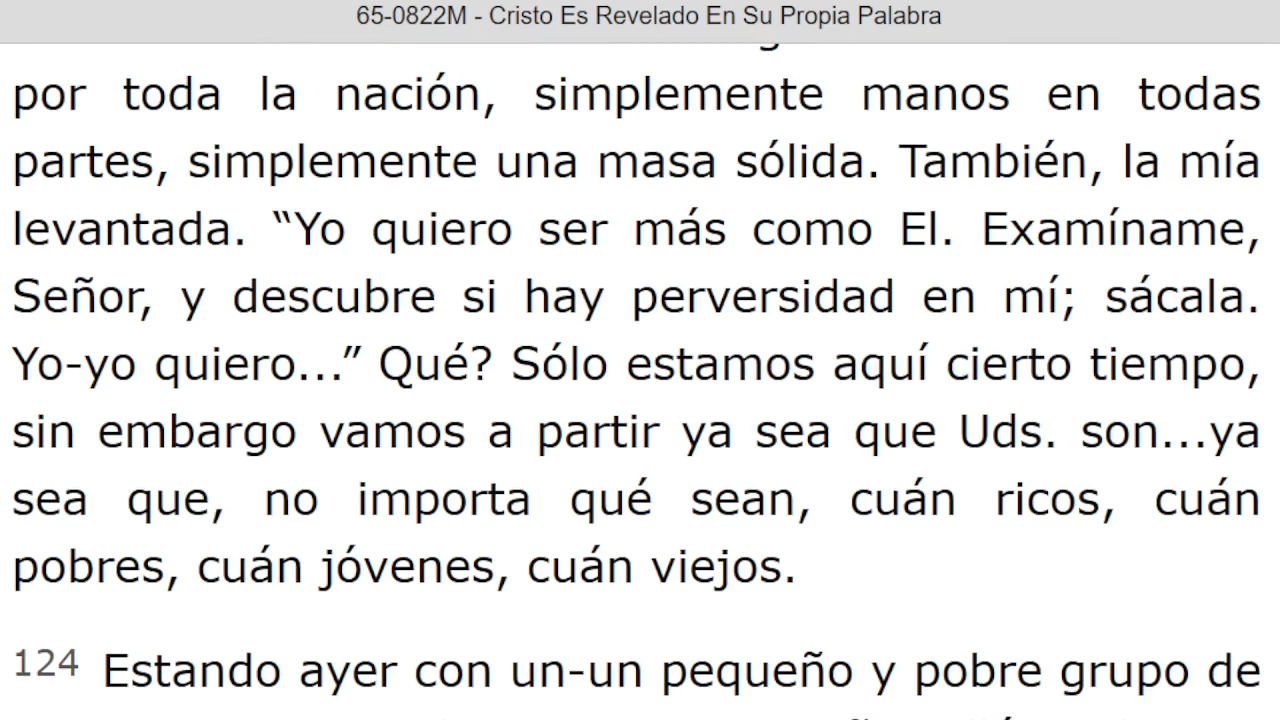 65-0822M - Cristo Es Revelado En Su Propia Palabra
por toda la nación, simplemente manos en todas
partes, simplemente una masa sólida. También, la mía
levantada. “Yo quiero ser más como El. Examíname,
Señor, y descubre si hay perversidad en mí; sácala.
Yo-yo quiero...” Qué? Sólo estamos aquí cierto tiempo,
sin embargo vamos a partir ya sea que Uds. son...ya
sea que, no importa qué sean, cuán ricos, cuán
pobres, cuán jóvenes, cuán viejos.
124 Estando ayer con un-un pequeño y pobre grupo de